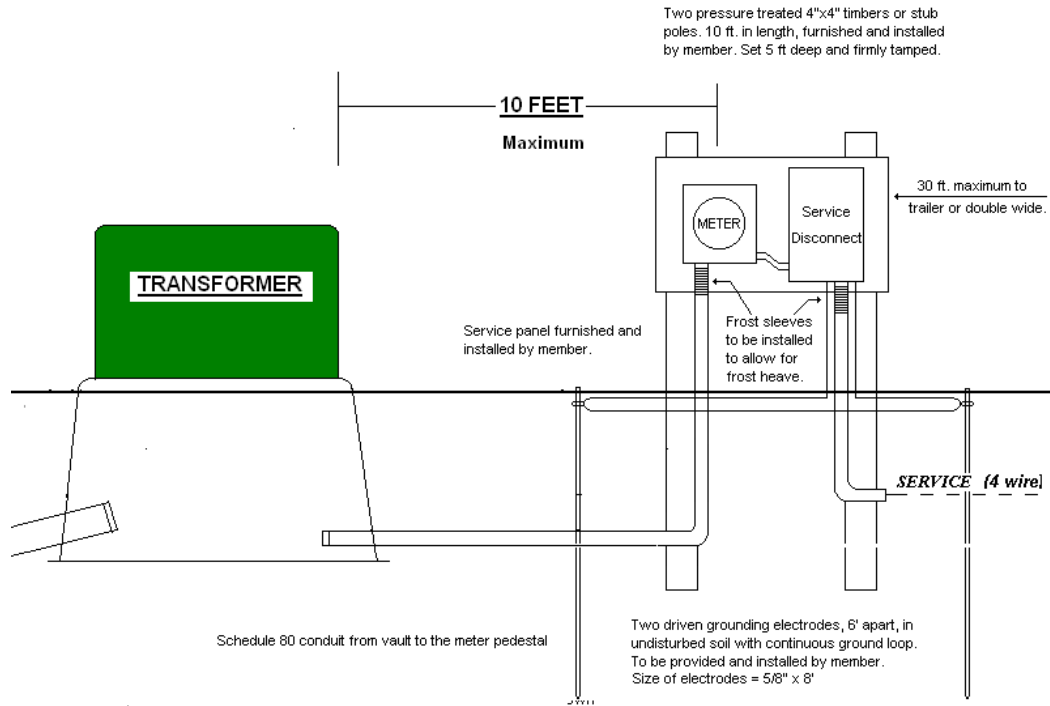 Two pressure treated 4"x4" timbers or stub
poles. 10 ft. in length, furnished and installed
by member. Set 5 ft deep and firmly tamped.
10 FEET
Maximum
30 ft. maximum to
trailer or double wide.
METER
Service
Disconnect
TRANSFORMER
Service panel furnished and
installed by member.
Frost sleeves
to be installed
to allow for
frost heave.
SERVICE (4 wire)
Schedule 80 conduit from vault to the meter pedestal
Two driven grounding electrodes, 6' apart, in
undisturbed soil with continuous ground loop.
To be provided and installed by member.
Size of electrodes = 5/8" x 8'